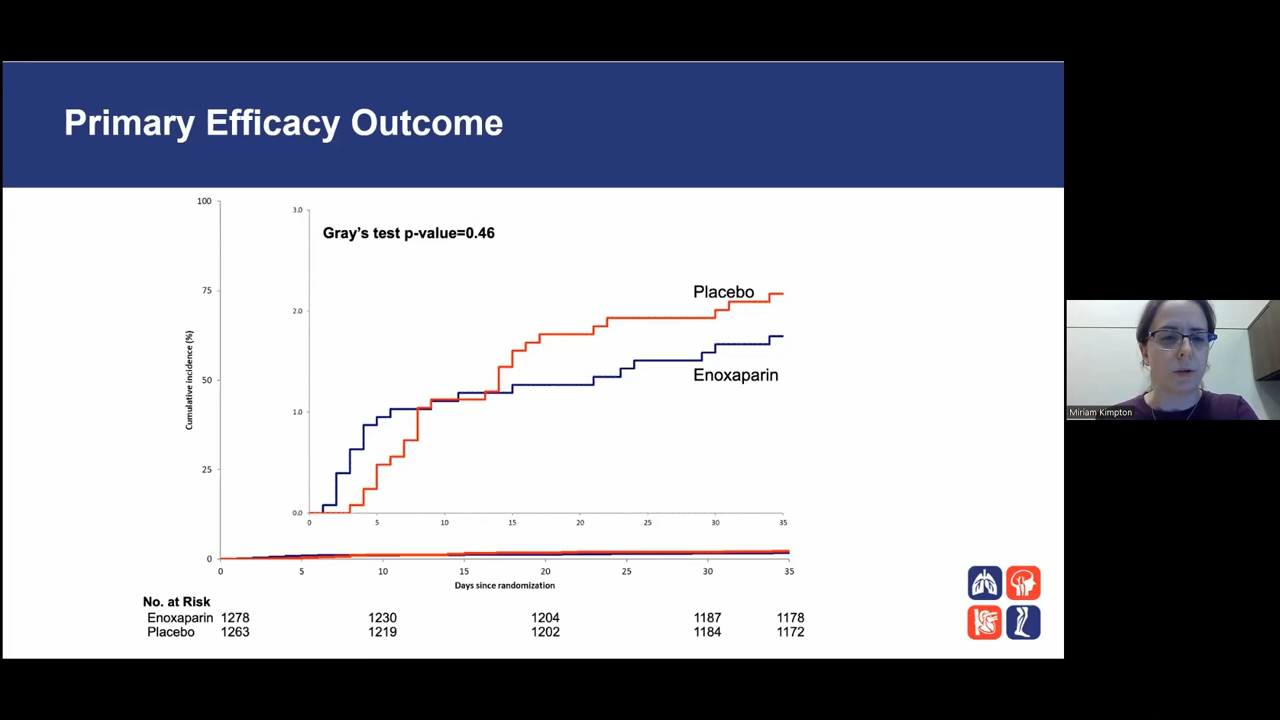 Primary Efficacy Outcome
100
75
50
25
0
Cumulative incidence (%)
3.0
2.0
1.0
0.0
Gray's test p-value=0.46
Placebo
Enoxaparin
0 5 10 15 20 25 30 35
0 5 10 15 20 25 30 35
Days since randomization
No. at Risk
Enoxaparin 1278 1230 1204 1187 1178
Placebo 1263 1219 1202 1184 1172
Miriam Kimpton